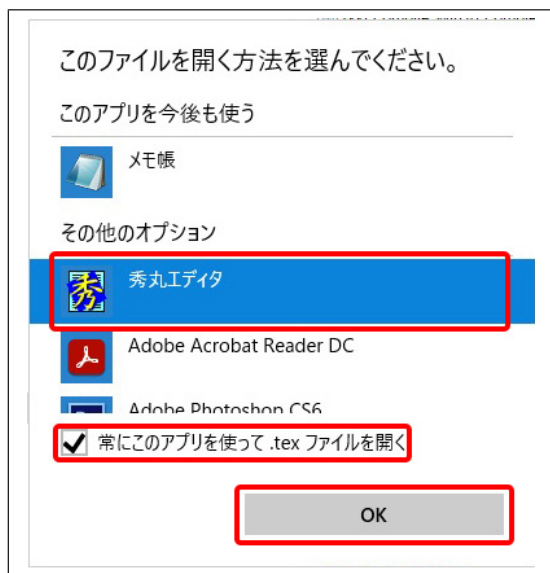 このファイルを開く方法を選んでください。
このアプリを今後も使う
メモ帳
その他のオプション
秀丸エディタ
秀
Adobe Acrobat Reader DC
Adobe Photoshop CS6
常にこのアプリを使って .tex ファイルを開く
OK